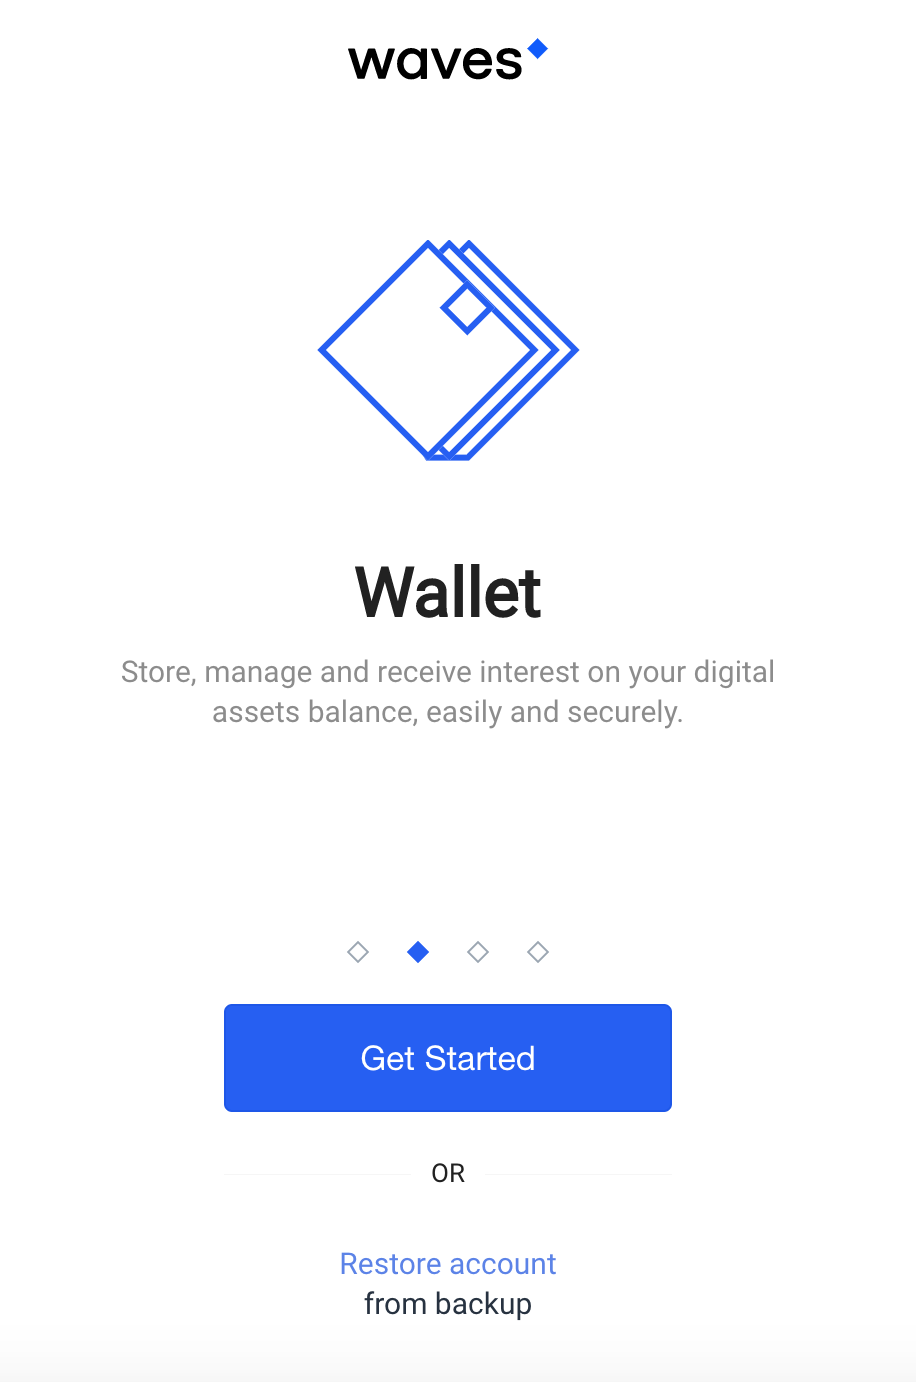 waves
Wallet
Store, manage and receive interest on your digital
assets balance, easily and securely.
Get Started
OR
Restore account
from backup